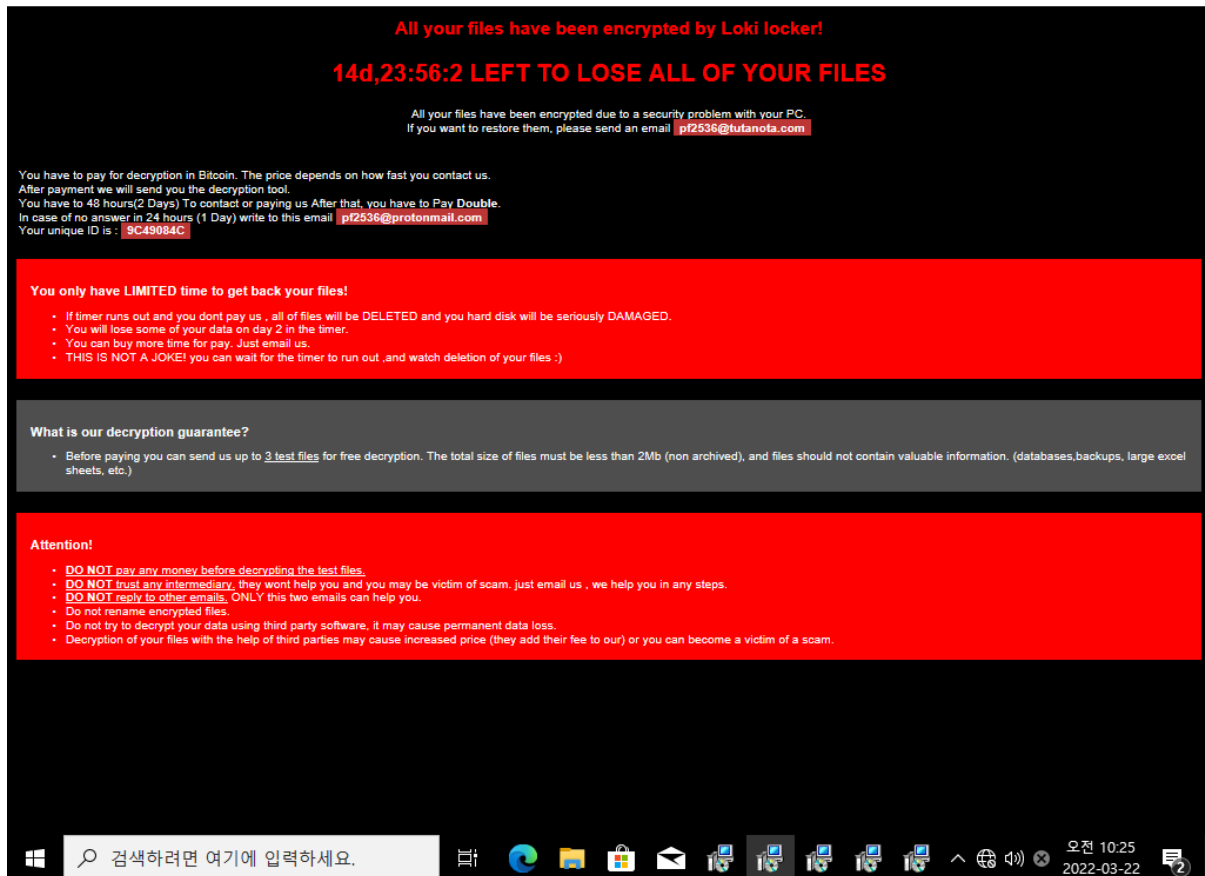 All your files have been encrypted by Loki locker!
14d,23:56:2 LEFT TO LOSE ALL OF YOUR FILES
All your files have been encrypted due to a security problem with your PC.
If you want to restore them, please send an email pf2536@tutanota.com
You have to pay for decryption in Bitcoin. The price depends on how fast you contact us.
After payment we will send you the decryption tool.
You have to 48 hours(2 Days) To contact or paying us After that, you have to Pay Double.
In case of no answer in 24 hours (1 Day) write to this email pf2536@protonmail.com
Your unique ID is : 9C49084C
You only have LIMITED time to get back your files!
• If timer runs out and you dont pay us , all of files will be DELETED and you hard disk will be seriously DAMAGED.
• You will lose some of your data on day 2 in the timer.
• You can buy more time for pay. Just email us.
• THIS IS NOT A JOKE! you can wait for the timer to run out ,and watch deletion of your files :)
What is our decryption guarantee?
• Before paying you can send us up to 3 test files for free decryption. The total size of files must be less than 2Mb (non archived), and files should not contain valuable information. (databases,backups, large excel
sheets, etc.)
Attention!
• DO NOT pay any money before decrypting the test files.
• DO NOT trust any intermediary. they wont help you and you may be victim of scam. just email us , we help you in any steps.
• DO NOT reply to other emails. ONLY this two emails can help you.
• Do not rename encrypted files.
• Do not try to decrypt your data using third party software, it may cause permanent data loss.
• Decryption of your files with the help of third parties may cause increased price (they add their fee to our) or you can become a victim of a scam.
검색하려면 여기에 입력하세요.
오전 10:25
2022-03-22
2